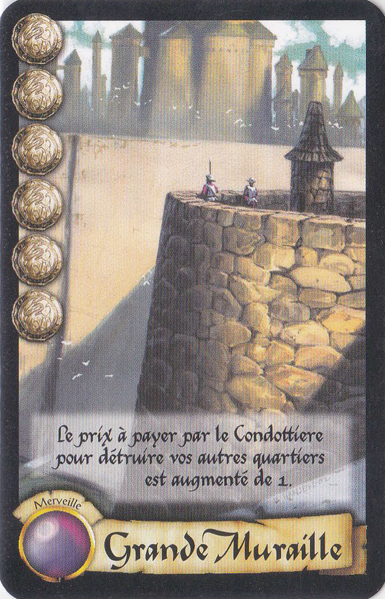 Le prix à payer par le Condottiere
pour détruire vos autres quartiers
est augmenté de 1.
Merveille
Grande Muraille